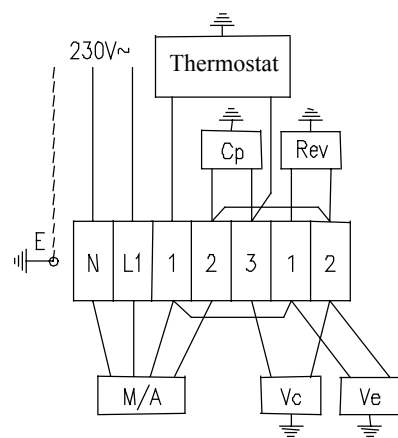 230V~
Thermostat
Cp Rev
E
N L1 1 2 3 1 2
M/A Vc Ve